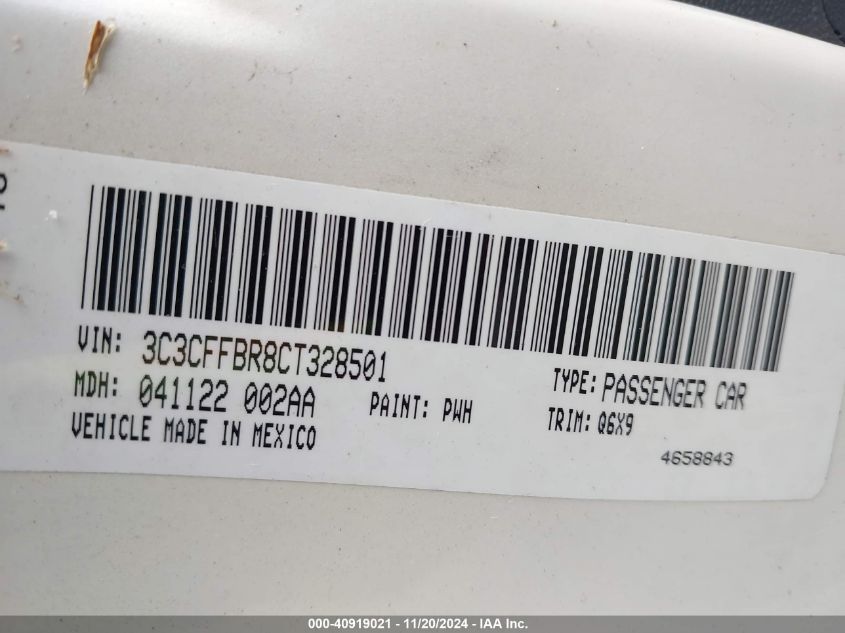 VIN: 3C3CFFBR8CT328501
TYPE: PASSENGER CAR
MDH: 041122 002AA
PAINT: PWH
TRIM: Q6X9
VEHICLE MADE IN MEXICO
4658843
000-40919021 - 11/20/2024 - IAA Inc.